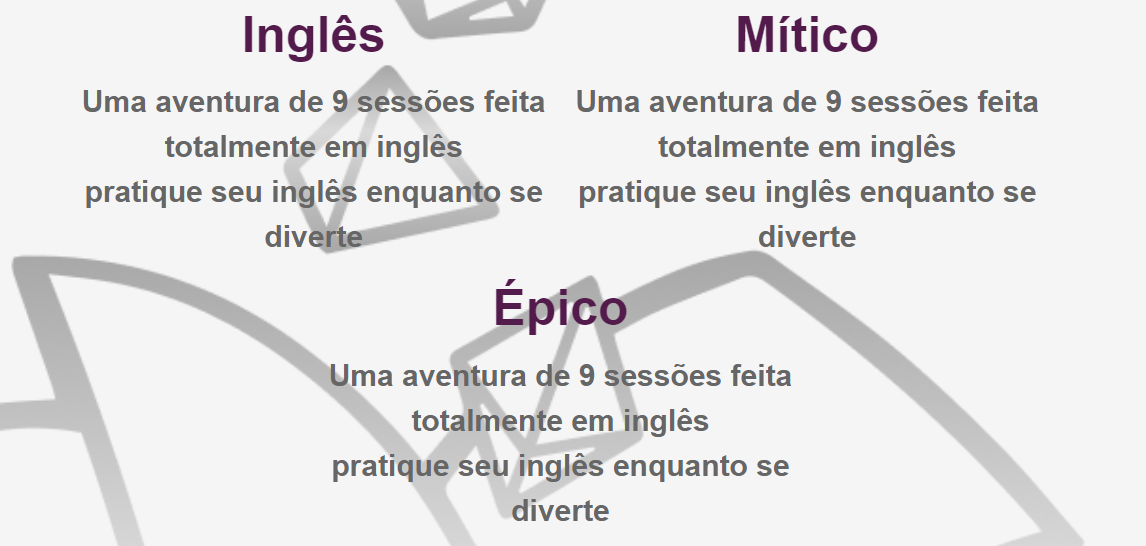 Inglês
Uma aventura de 9 sessões feita
totalmente em inglês
pratique seu inglês enquanto se
diverte
Mítico
Uma aventura de 9 sessões feita
totalmente em inglês
pratique seu inglês enquanto se
diverte
Épico
Uma aventura de 9 sessões feita
totalmente em inglês
pratique seu inglês enquanto se
diverte